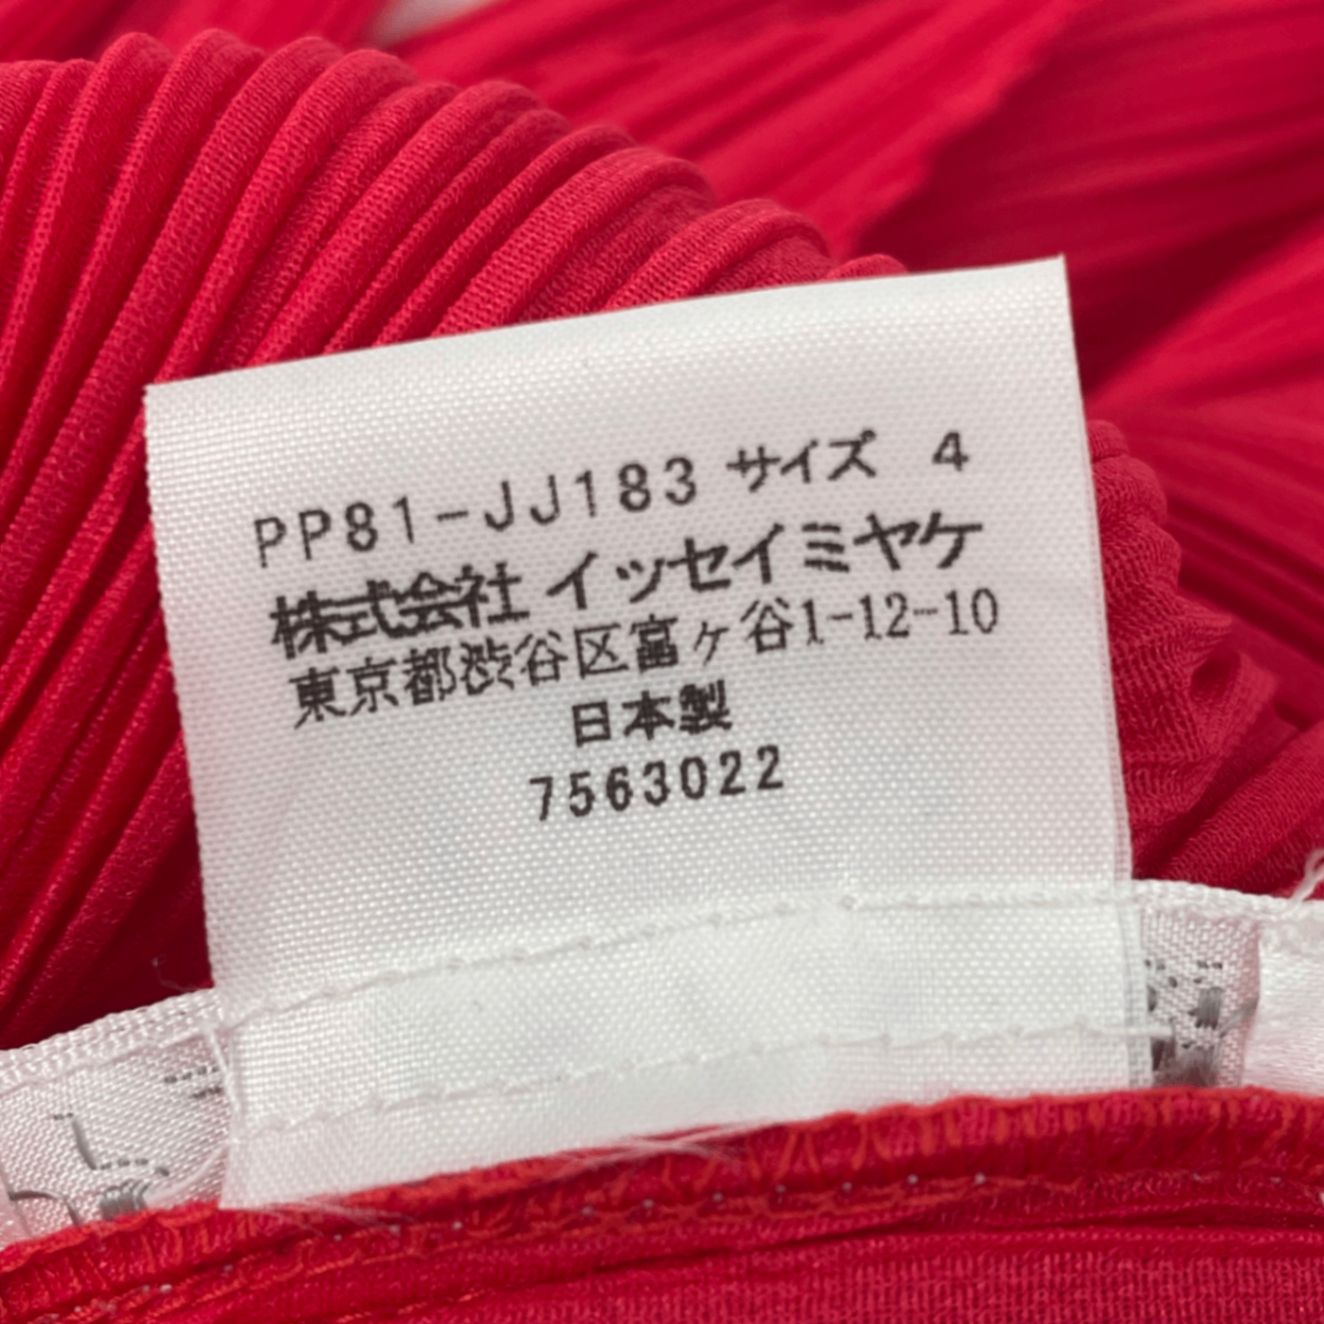 PP81-JJ183 サイズ 4
株式会社 イッセイミヤケ
東京都渋谷区富ヶ谷1-12-10
日本製
7563022